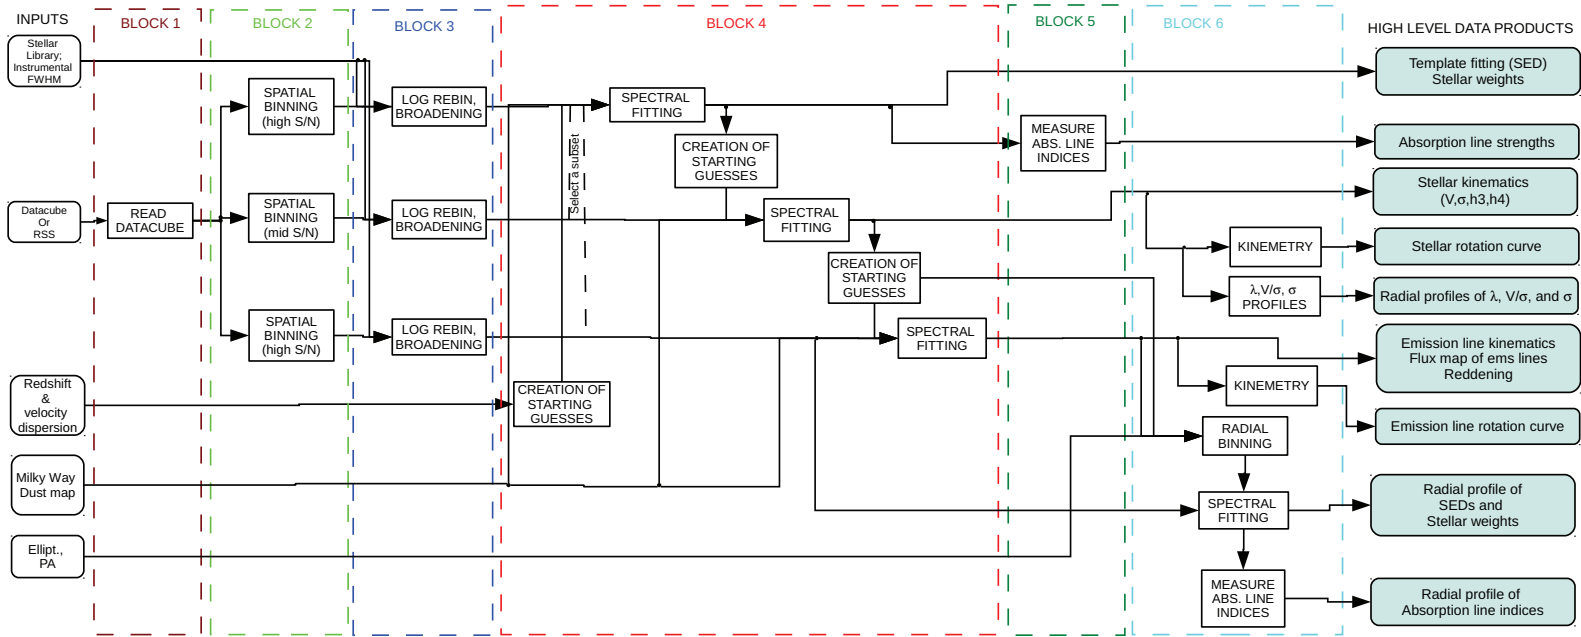 INPUTS
BLOCK 1
BLOCK 2
BLOCK 3
BLOCK 4
BLOCK 5
BLOCK 6
HIGH LEVEL DATA PRODUCTS
Stellar
Library;
Instrumental
FWHM
Datacube
Or
RSS
Redshift
&
velocity
dispersion
Milky Way
Dust map
Ellipt.,
PA
READ
DATACUBE
SPATIAL
BINNING
(high S/N)
SPATIAL
BINNING
(mid S/N)
SPATIAL
BINNING
(high S/N)
LOG REBIN,
BROADENING
LOG REBIN,
BROADENING
LOG REBIN,
BROADENING
CREATION OF
STARTING
GUESSES
Select a subset
SPECTRAL
FITTING
CREATION OF
STARTING
GUESSES
SPECTRAL
FITTING
CREATION OF
STARTING
GUESSES
SPECTRAL
FITTING
MEASURE
ABS. LINE
INDICES
KINEMETRY
λ,V/σ, σ
PROFILES
KINEMETRY
RADIAL
BINNING
SPECTRAL
FITTING
MEASURE
ABS. LINE
INDICES
Template fitting (SED)
Stellar weights
Absorption line strengths
Stellar kinematics
(V,σ,h3,h4)
Stellar rotation curve
Radial profiles of λ, V/σ, and σ
Emission line kinematics
Flux map of ems lines
Reddening
Emission line rotation curve
Radial profile of
SEDs and
Stellar weights
Radial profile of
Absorption line indices